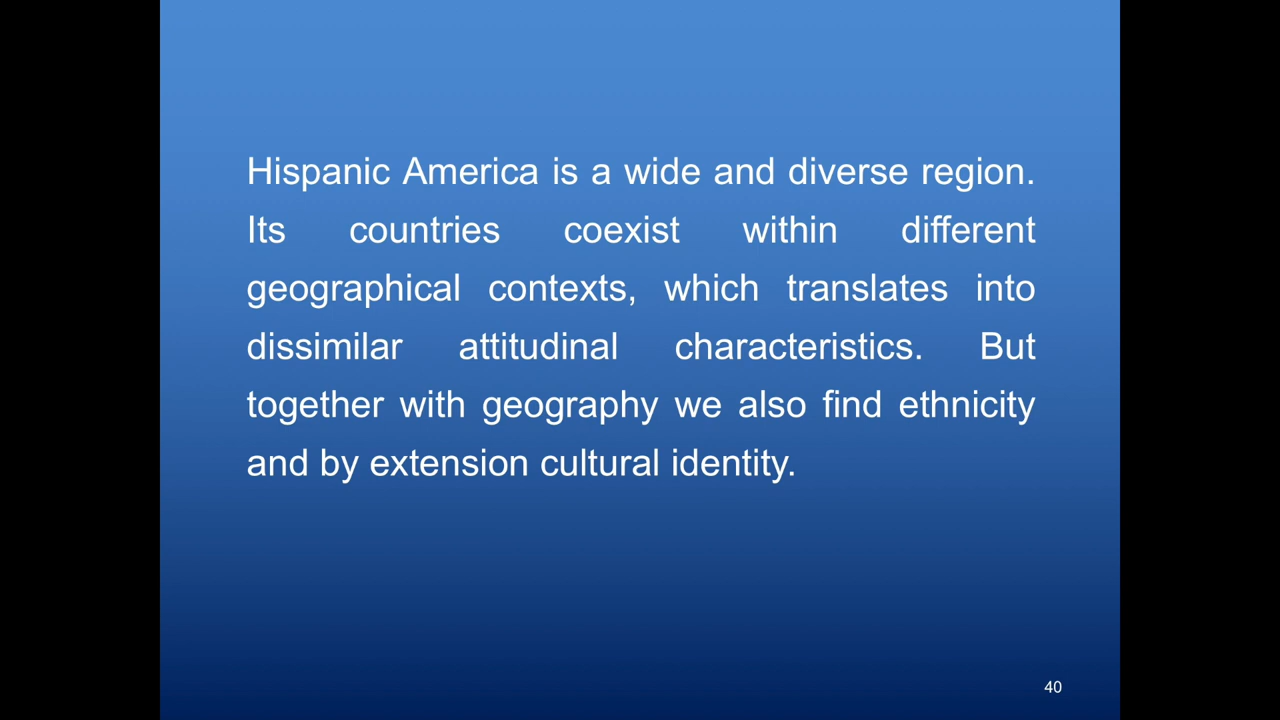 Hispanic America is a wide and diverse region.
Its countries coexist within different
geographical contexts, which translates into
dissimilar attitudinal characteristics. But
together with geography we also find ethnicity
and by extension cultural identity.
40